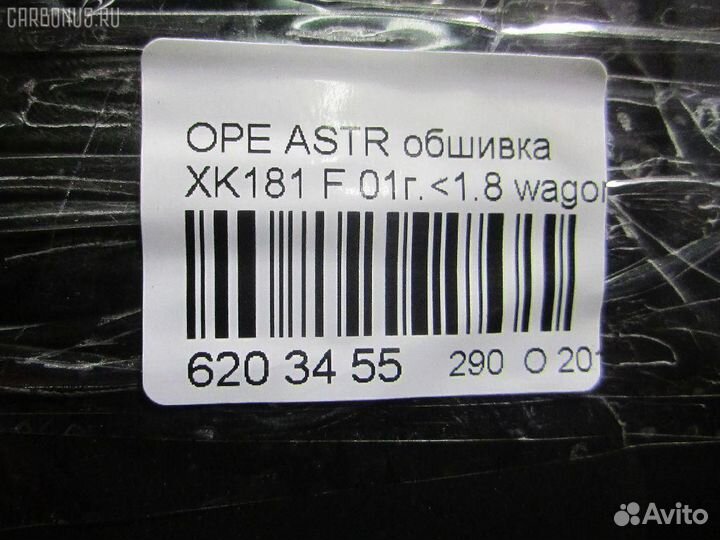 CARBONUS.RU
OPE ASTR обшивка
XK181 F 01г.<1.8 wagon
620 34 55 290 O 201
Avito